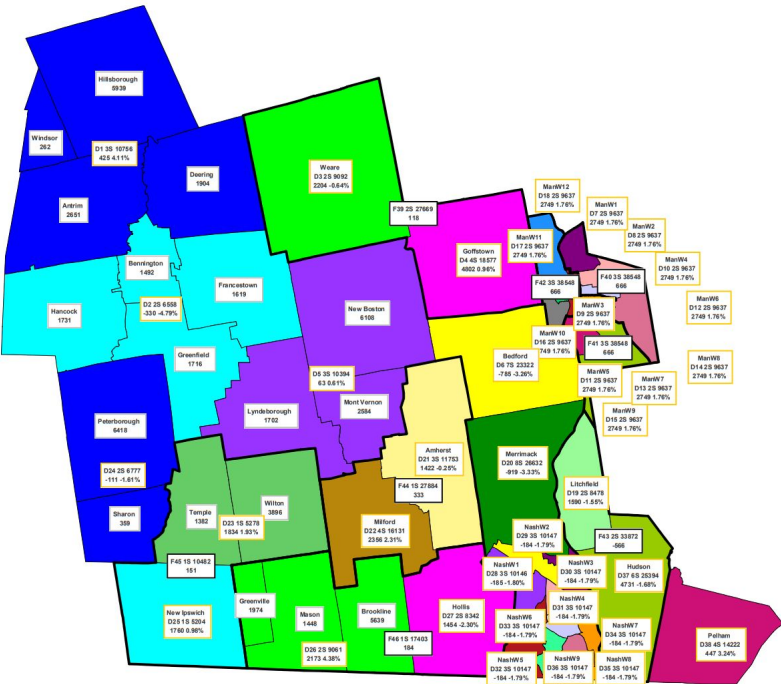 Hillsborough
5939
Windsor
262
D1 3S 10756
425 4.11%
Deering
1904
Antrim
2651
Weare
D3 2S 9092
2204 -0.64%
F39 2S 27669
118
Goffstown
D4 4S 18577
4802 0.96%
ManW12
D18 2S 9637
2749 1.76%
ManW1
D7 2S 9637
2749 1.76%
ManW2
D8 2S 9637
2749 1.76%
ManW11
D17 2S 9637
2749 1.76%
ManW4
D10 2S 9637
2749 1.76%
F40 3S 38548
666
F42 3S 38548
666
ManW6
D12 2S 9637
2749 1.76%
ManW3
D9 2S 9637
2749 1.76%
Bennington
1492
Francestown
1619
Hancock
1731
D2 2S 6558
-330 -4.79%
New Boston
6108
Greenfield
1716
ManW10
D16 2S 9637
2749 1.76%
F41 3S 38548
666
Bedford
D6 7S 23322
-785 -3.26%
ManW8
D14 2S 9637
2749 1.76%
ManW5
D11 2S 9637
2749 1.76%
ManW7
D13 2S 9637
2749 1.76%
ManW9
D15 2S 9637
2749 1.76%
D5 3S 10394
63 0.61%
Mont Vernon
2584
Lyndeborough
1702
Peterborough
6418
D24 2S 6777
-111 -1.61%
Sharon
359
Amherst
D21 3S 11753
1422 -0.25%
Merrimack
D20 8S 26632
-919 -3.33%
F44 1S 27884
333
Litchfield
D19 2S 8478
1590 -1.55%
Temple
1382
Wilton
3896
D23 1S 5278
1834 1.93%
Milford
D22 4S 16131
2356 2.31%
NashW2
D29 3S 10147
-184 -1.79%
F43 2S 33872
-566
F45 1S 10482
151
NashW1
D28 3S 10146
-185 -1.80%
NashW3
D30 3S 10147
-184 -1.79%
Hudson
D37 6S 25394
4731 -1.68%
New Ipswich
D25 1S 5204
1760 0.98%
Greenville
1974
Mason
1448
Brookline
5639
Hollis
D27 2S 8342
1454 -2.30%
NashW4
D31 3S 10147
-184 -1.79%
NashW6
D33 3S 10147
-184 -1.79%
NashW7
D34 3S 10147
-184 -1.79%
Pelham
D38 4S 14222
447 3.24%
D26 2S 9061
2173 4.38%
F46 1S 17403
184
NashW5
D32 3S 10147
-184 -1.79%
NashW9
D36 3S 10147
-184 -1.79%
NashW8
D35 3S 10147
-184 -1.79%